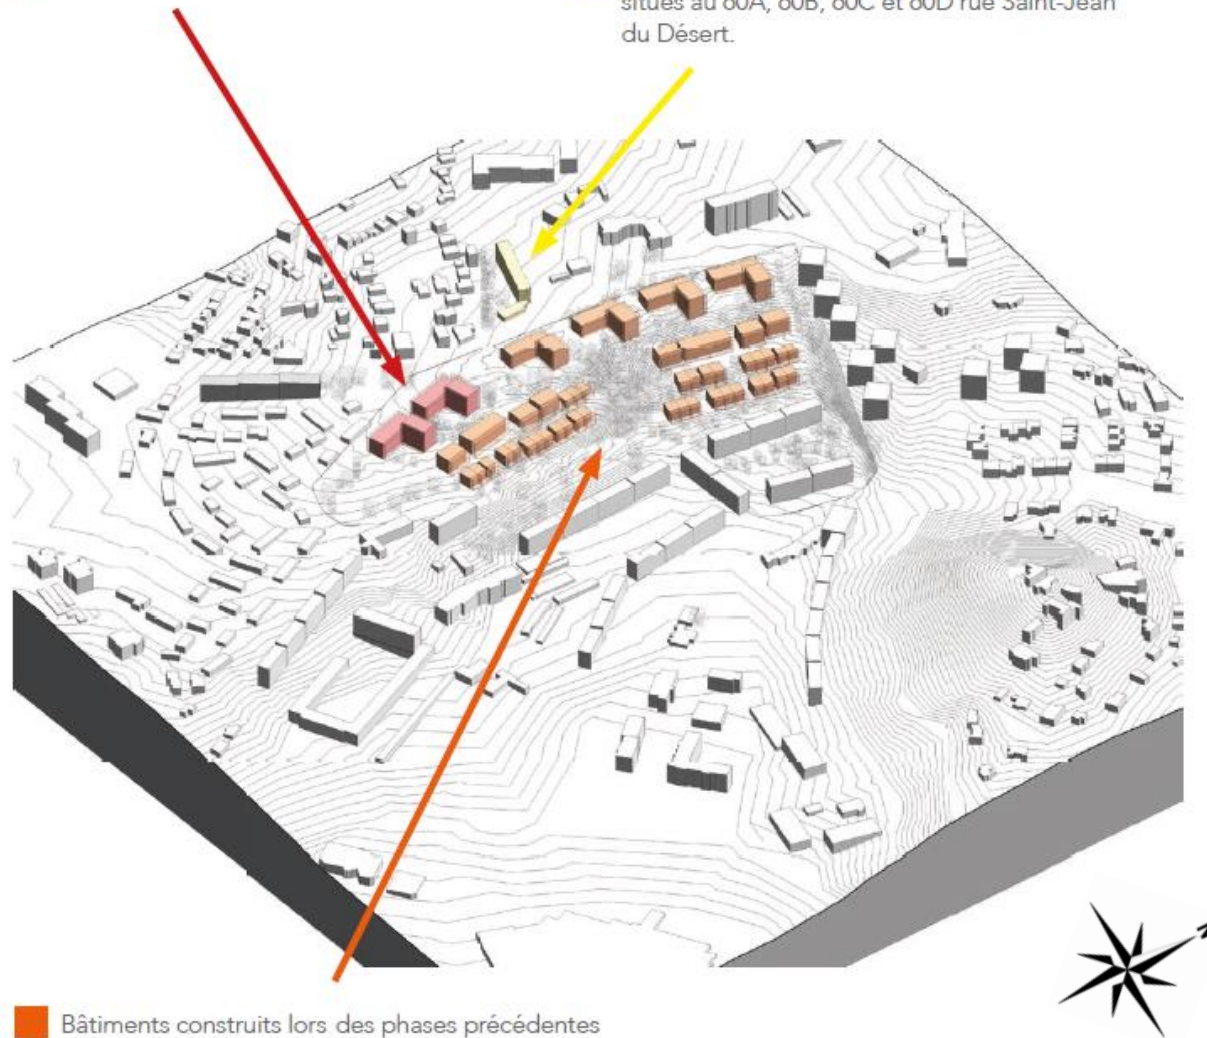 situés au 60A, 60B, 60C et 60D rue Saint-Jean
du Désert.
N
Bâtiments construits lors des phases précédentes